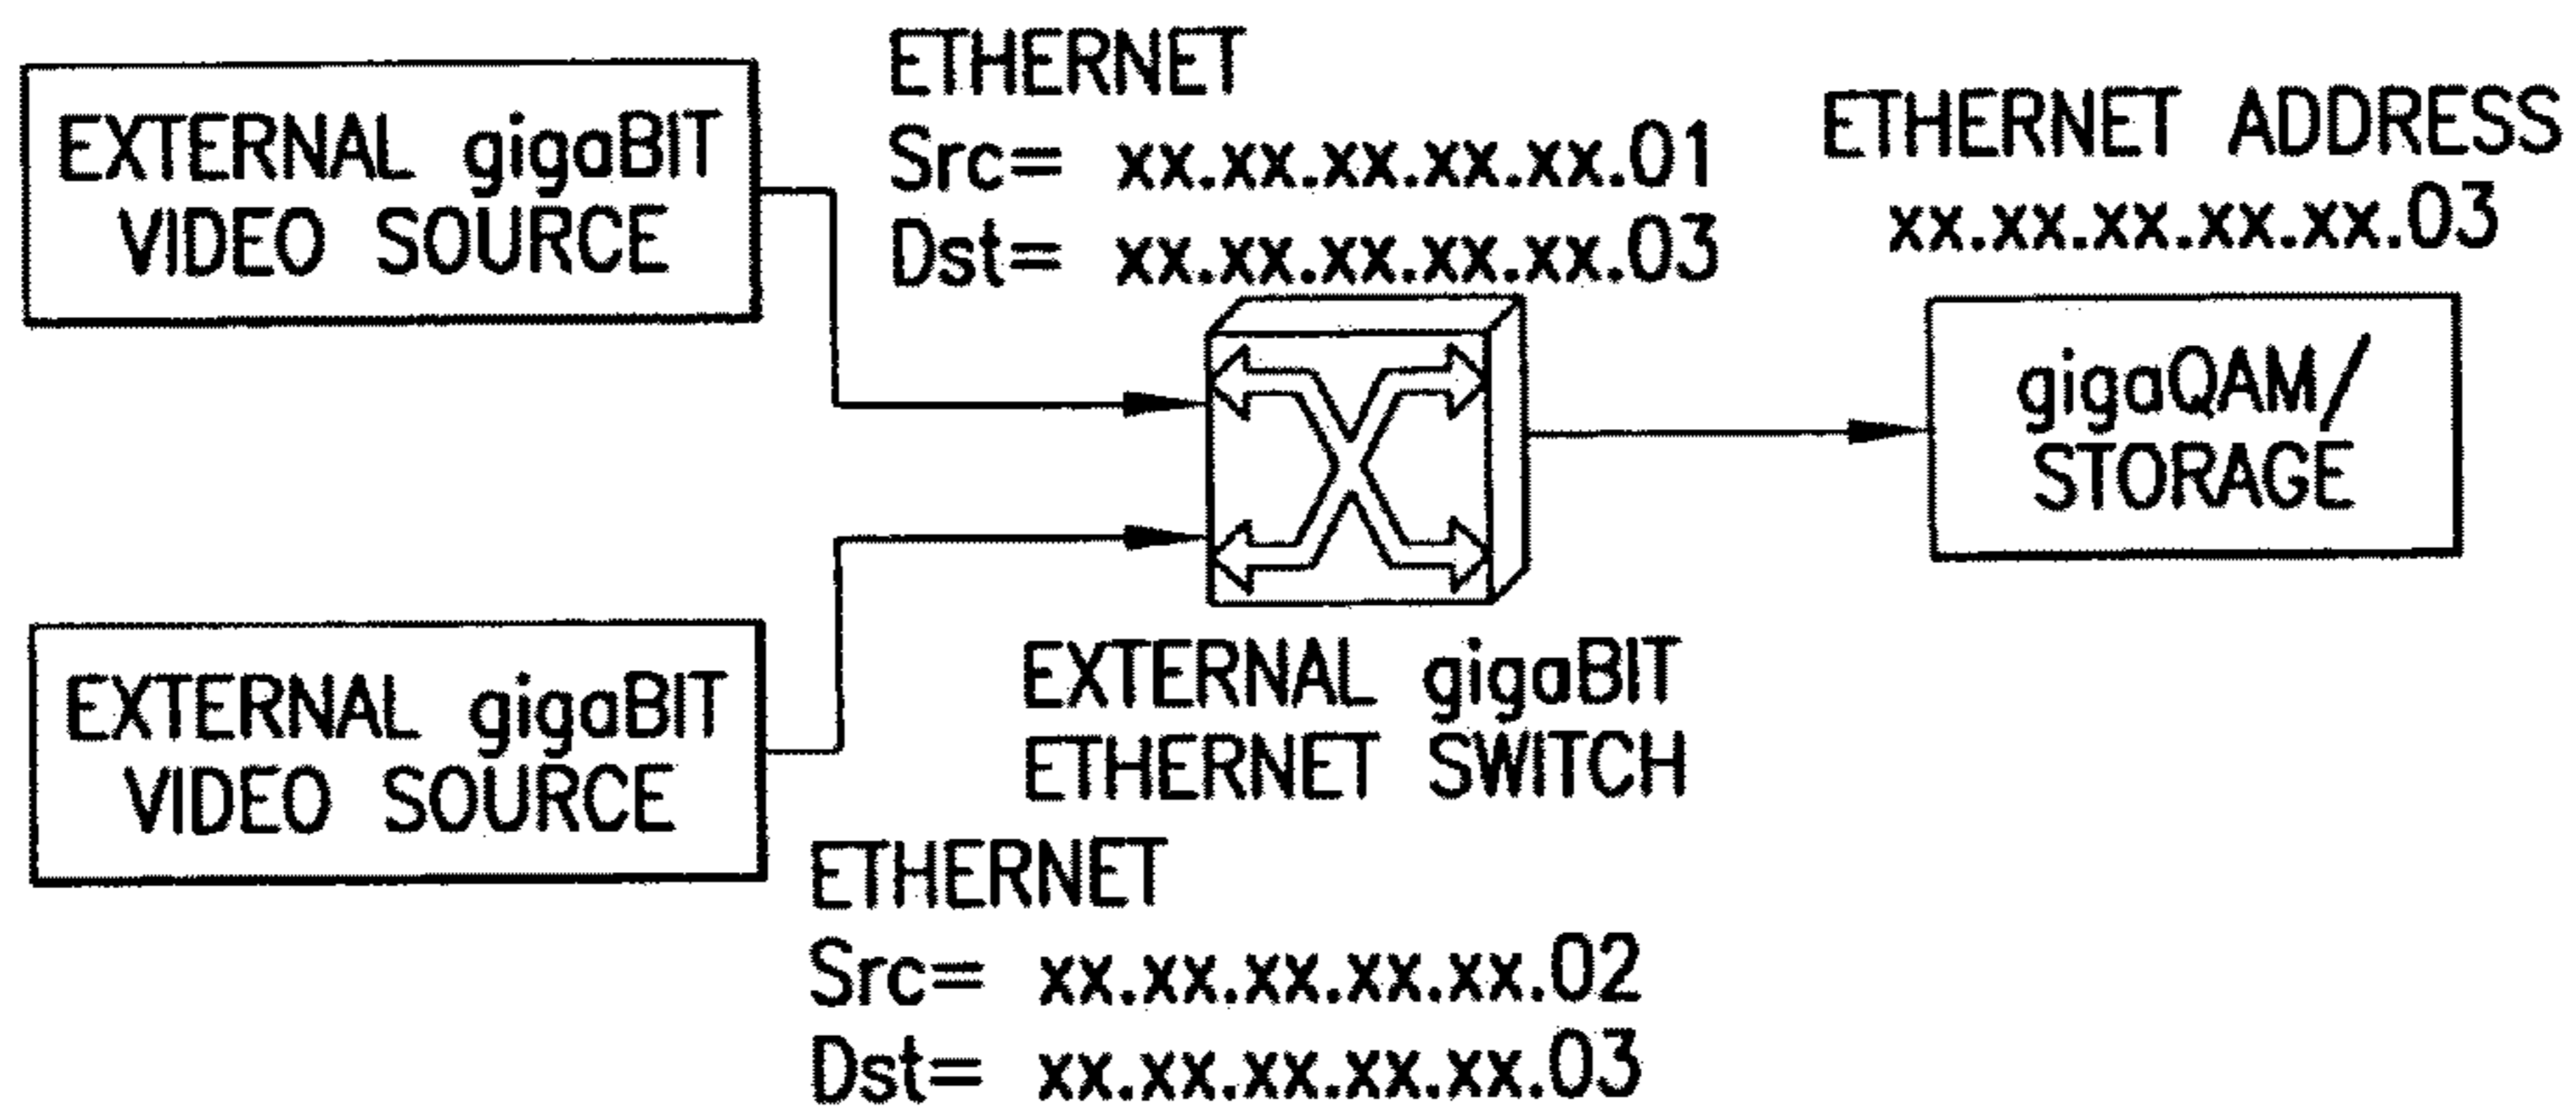 EXTERNAL gigaBIT
VIDEO SOURCE
ETHERNET
Src= xx.xx.xx.xx.xx.01
Dst= xx.xx.xx.xx.xx.03
ETHERNET ADDRESS
xx.xx.xx.xx.xx.03
gigaQAM/
STORAGE
EXTERNAL gigaBIT
ETHERNET SWITCH
EXTERNAL gigaBIT
VIDEO SOURCE
ETHERNET
Src= xx.xx.xx.xx.xx.02
Dst= xx.xx.xx.xx.xx.03